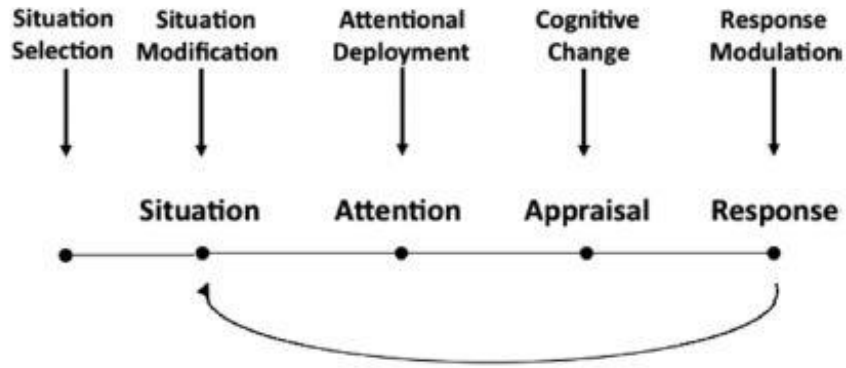 Situation
Selection
Situation
Modification
Attentional
Deployment
Cognitive
Change
Response
Modulation
Situation
Attention
Appraisal
Response